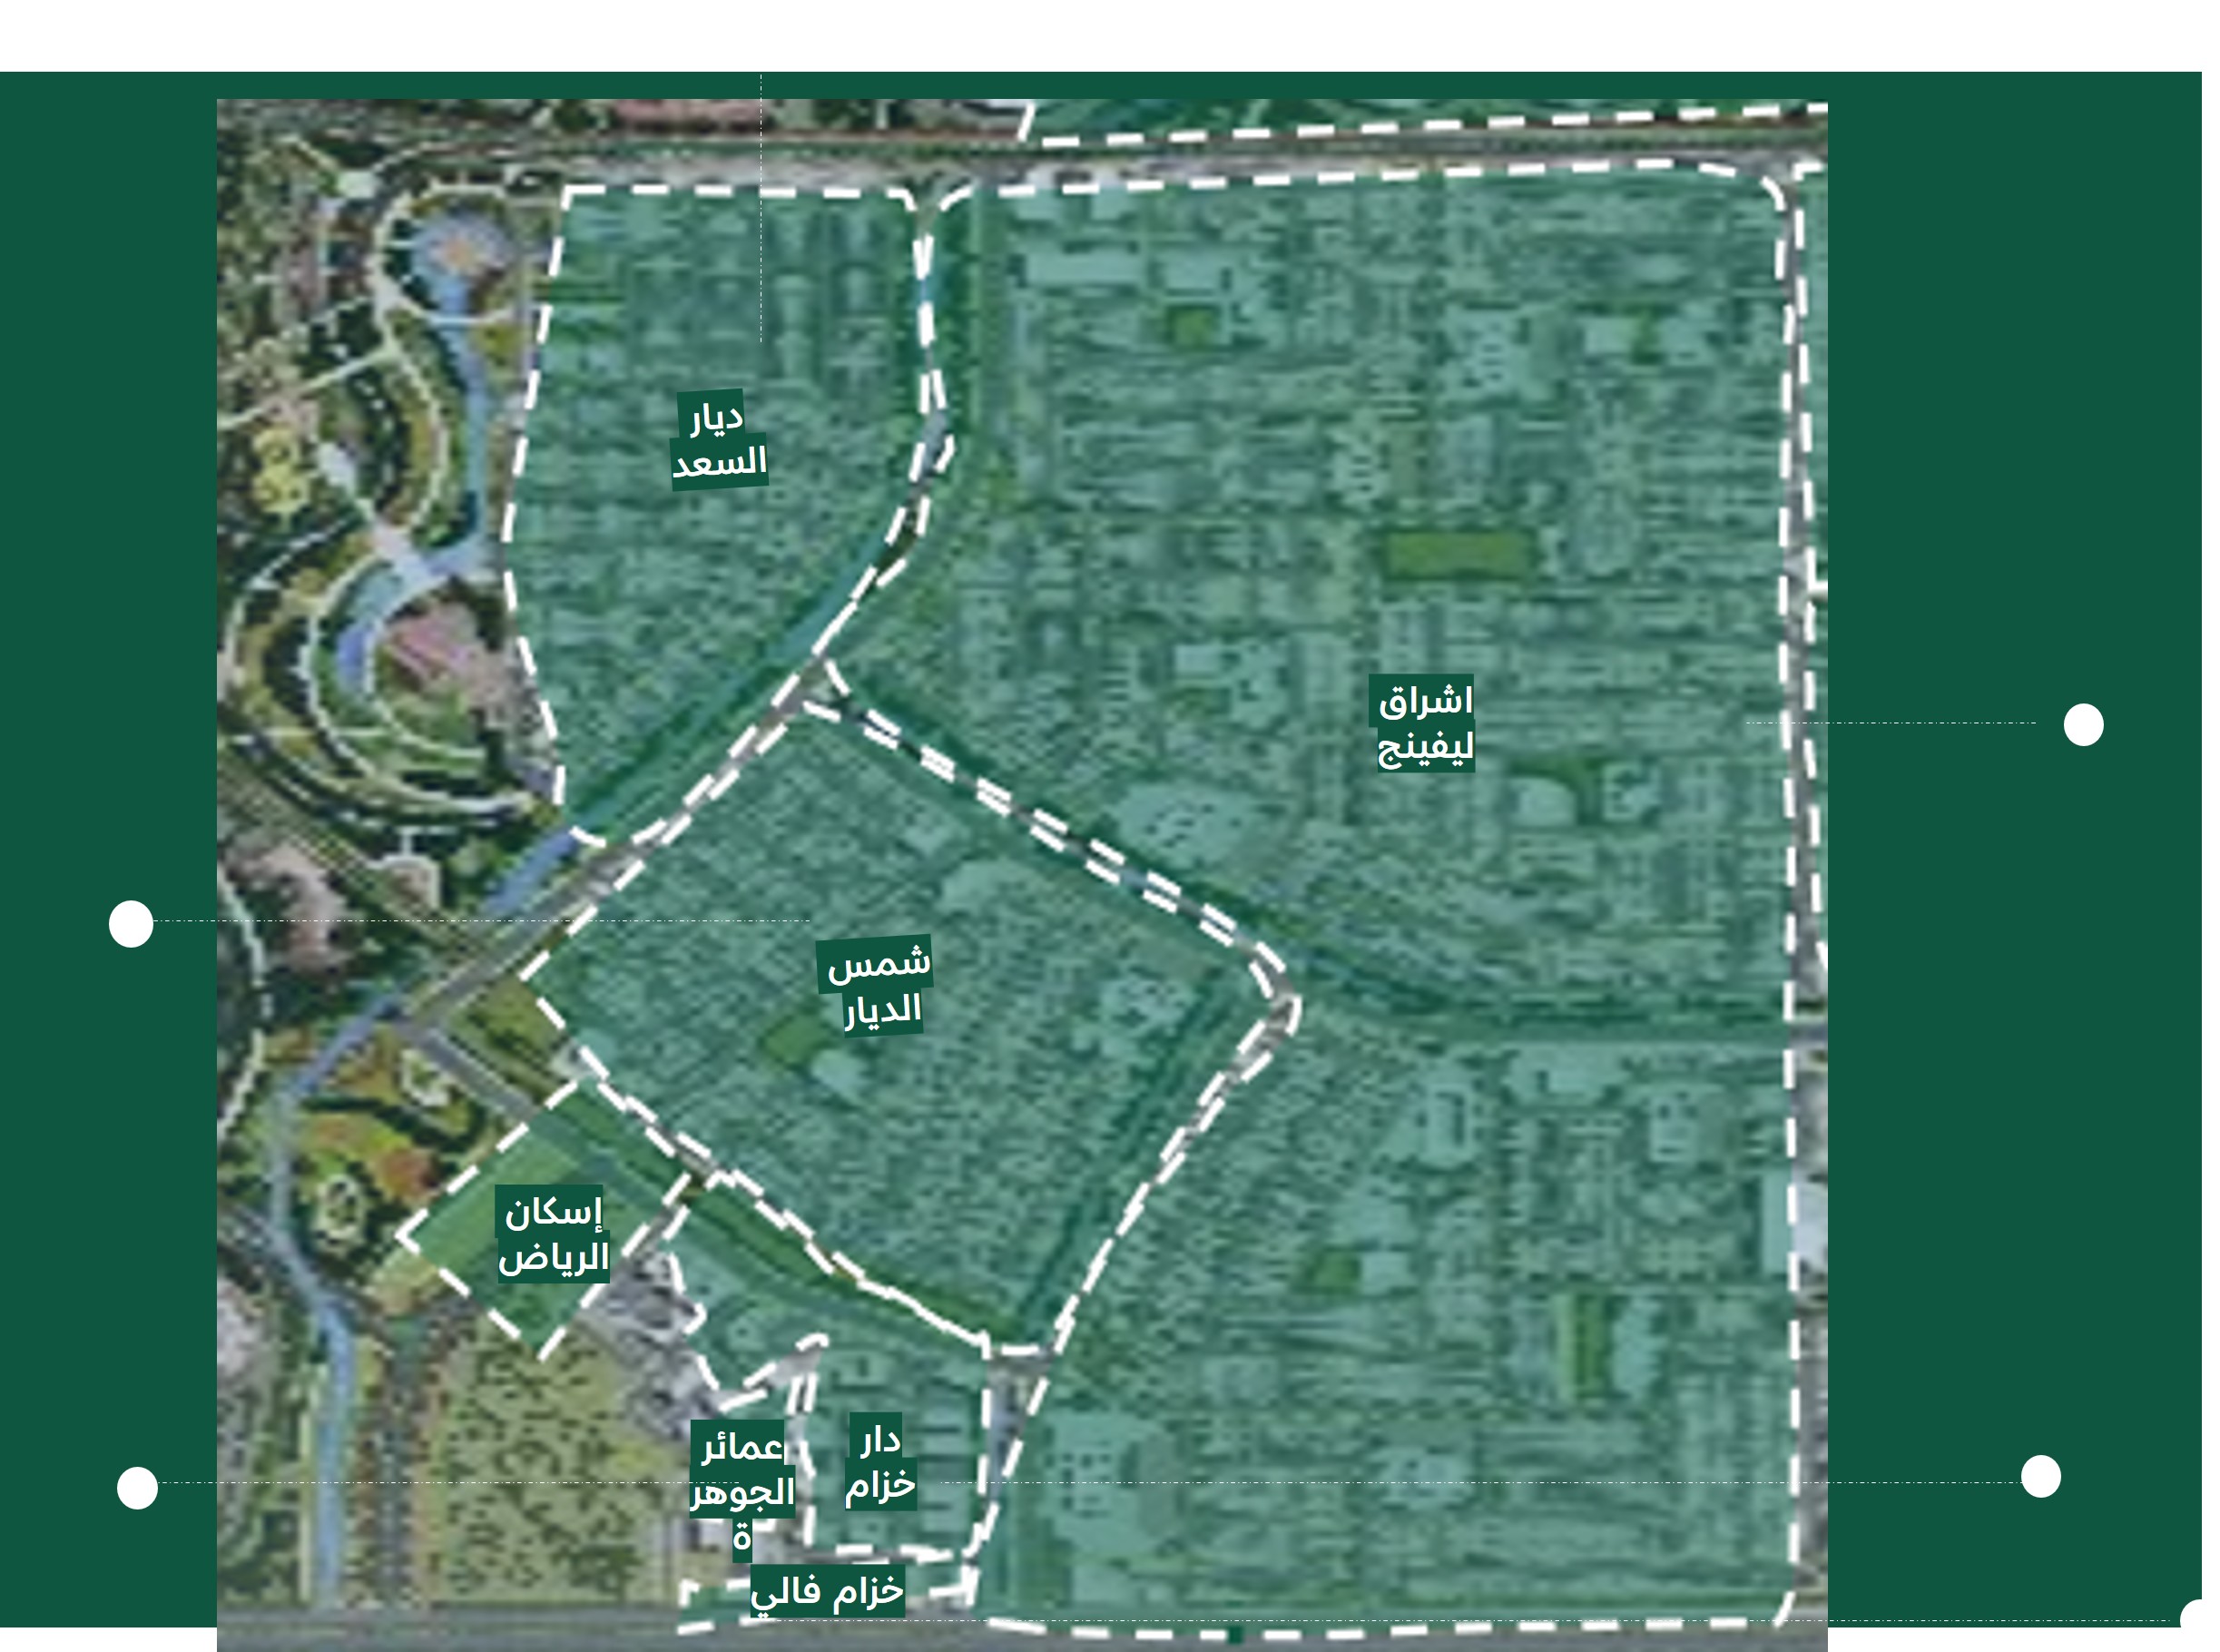 ديار
السعد
اشراق
ليفينج
شمس
الديار
إسكان
الرياض
دار
خزام
عمائر
الجوهر
ة
خزام فالي